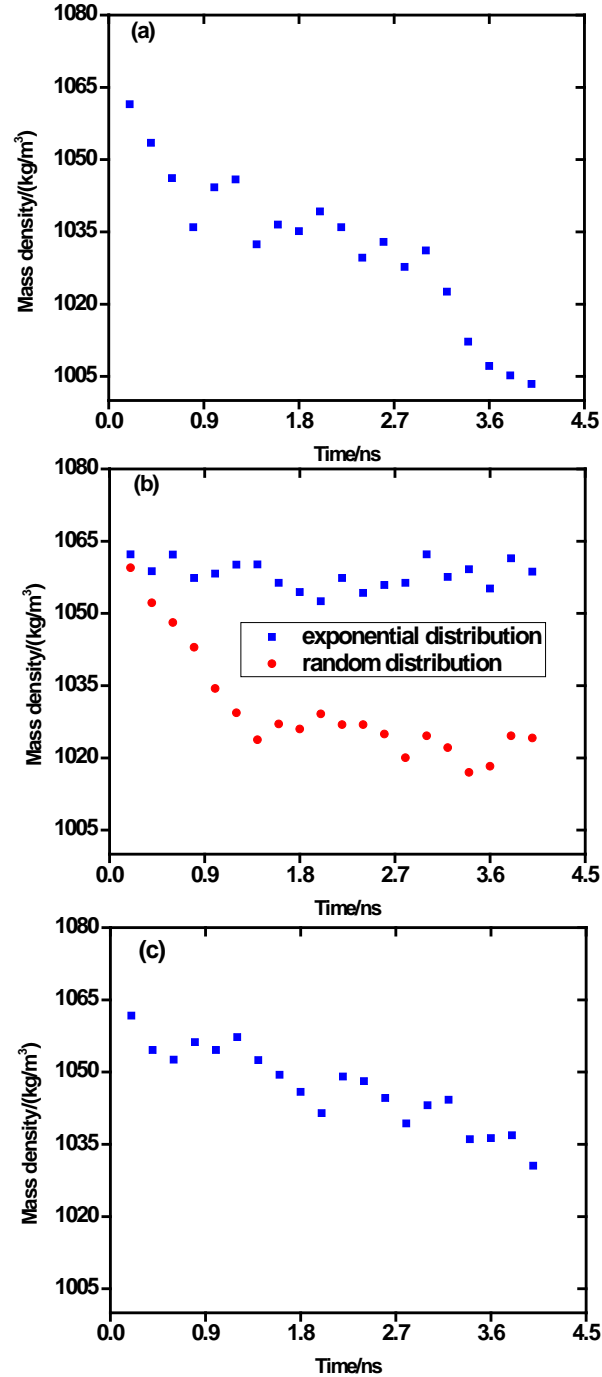 (a)
1080
1065
1050
1035
1020
1005
0.0 0.9 1.8 2.7 3.6 4.5
Mass density/(kg/m³)
Time/ns
(b)
1080
1065
1050
1035
1020
1005
0.0 0.9 1.8 2.7 3.6 4.5
Mass density/(kg/m³)
Time/ns
exponential distribution
random distribution
(c)
1080
1065
1050
1035
1020
1005
0.0 0.9 1.8 2.7 3.6 4.5
Mass density/(kg/m³)
Time/ns